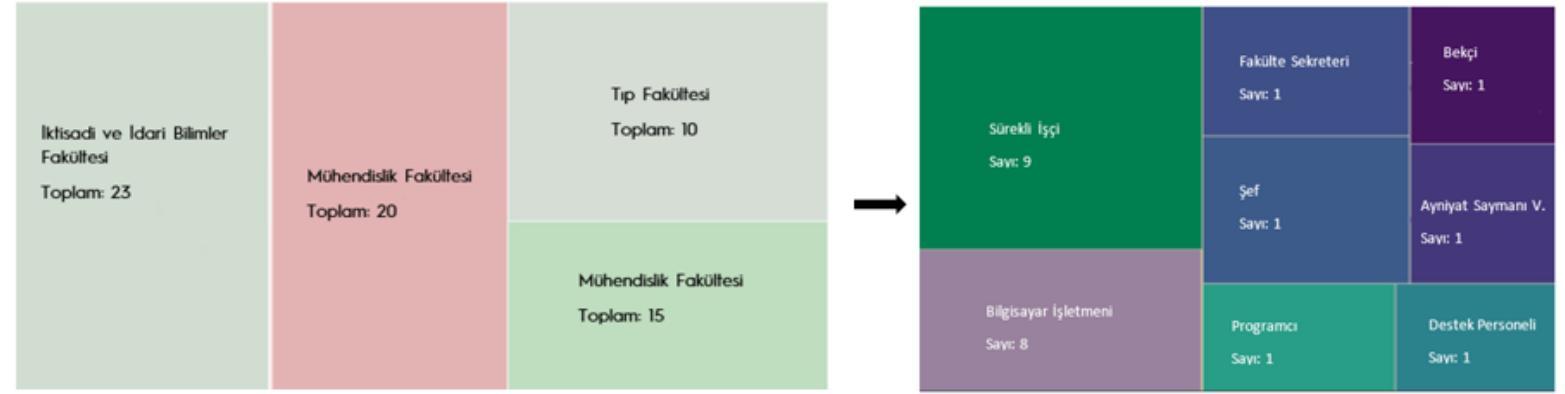 İktisadi ve İdari Bilimler
Fakültesi
Toplam: 23
Mühendislik Fakültesi
Toplam: 20
Tıp Fakültesi
Toplam: 10
Mühendislik Fakültesi
Toplam: 15
Sürekli İşçi
Sayı: 9
Bilgisayar İşletmeni
Sayı: 8
Fakülte Sekreteri
Sayı: 1
Şef
Sayı: 1
Programcı
Sayı: 1
Bekçi
Sayı: 1
Ayniyat Saymanı V.
Sayı: 1
Destek Personeli
Sayı: 1